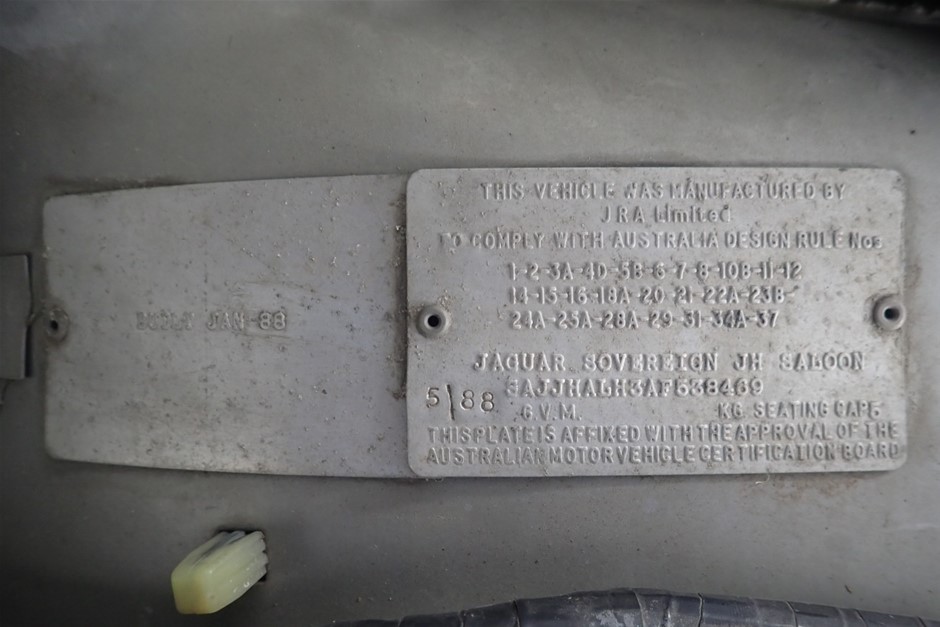 BUILT JAN-88
THIS VEHICLE WAS MANUFACTURED BY
JRA Limited
TO COMPLY WITH AUSTRALIA DESIGN RULE Nos
1-2-3A-4D-5B-6-7-8-10B-11-12
14-15-16-18A-20-21-22A-23B-
24A-25A-28A-29-31-34A-37
JAGUAR SOVEREIGN JH SALOON
SAJJHALH3AF538469
5/88 G.V.M. KG. SEATING CAP5
THIS PLATE IS AFFIXED WITH THE APPROVAL OF THE
AUSTRALIAN MOTOR VEHICLE CERTIFICATION BOARD